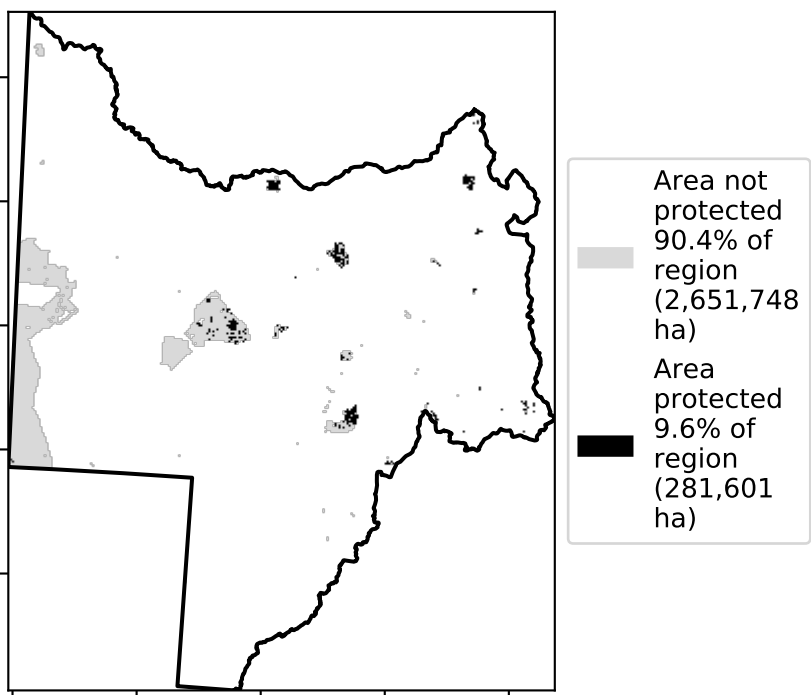 Area not
protected
90.4% of
region
(2,651,748
ha)
Area
protected
9.6% of
region
(281,601
ha)